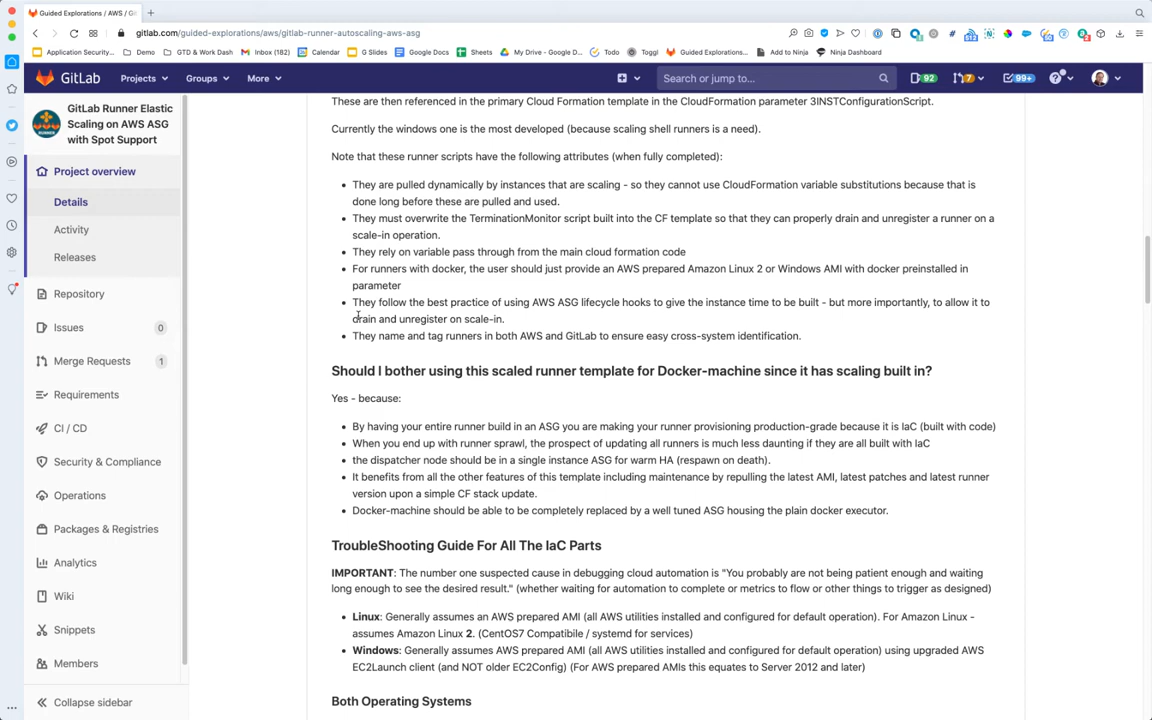 Guided Explorations / AWS / Gi
gitlab.com/guided-explorations/aws/gitlab-runner-autoscaling-aws-asg
Application Security... Demo GTD & Work Dash Inbox (182) Calendar G Slides Google Docs Sheets My Drive - Google D... Todo Toggl Guided Explorations... Add to Ninja Ninja Dashboard
GitLab Projects Groups More Search or jump to... 92 7 99+
GitLab Runner Elastic
Scaling on AWS ASG
with Spot Support
Project overview
Details
Activity
Releases
Repository
Issues 0
Merge Requests 1
Requirements
CI / CD
Security & Compliance
Operations
Packages & Registries
Analytics
Wiki
Snippets
Members
Collapse sidebar
These are then referenced in the primary Cloud Formation template in the CloudFormation parameter 3INSTConfigurationScript.
Currently the windows one is the most developed (because scaling shell runners is a need).
Note that these runner scripts have the following attributes (when fully completed):
• They are pulled dynamically by instances that are scaling - so they cannot use CloudFormation variable substitutions because that is
done long before these are pulled and used.
• They must overwrite the TerminationMonitor script built into the CF template so that they can properly drain and unregister a runner on a
scale-in operation.
• They rely on variable pass through from the main cloud formation code
• For runners with docker, the user should just provide an AWS prepared Amazon Linux 2 or Windows AMI with docker preinstalled in
parameter
• They follow the best practice of using AWS ASG lifecycle hooks to give the instance time to be built - but more importantly, to allow it to
drain and unregister on scale-in.
• They name and tag runners in both AWS and GitLab to ensure easy cross-system identification.
Should I bother using this scaled runner template for Docker-machine since it has scaling built in?
Yes - because:
• By having your entire runner build in an ASG you are making your runner provisioning production-grade because it is IaC (built with code)
• When you end up with runner sprawl, the prospect of updating all runners is much less daunting if they are all built with IaC
• the dispatcher node should be in a single instance ASG for warm HA (respawn on death).
• It benefits from all the other features of this template including maintenance by repulling the latest AMI, latest patches and latest runner
version upon a simple CF stack update.
• Docker-machine should be able to be completely replaced by a well tuned ASG housing the plain docker executor.
TroubleShooting Guide For All The IaC Parts
IMPORTANT: The number one suspected cause in debugging cloud automation is "You probably are not being patient enough and waiting
long enough to see the desired result." (whether waiting for automation to complete or metrics to flow or other things to trigger as designed)
• Linux: Generally assumes an AWS prepared AMI (all AWS utilities installed and configured for default operation). For Amazon Linux -
assumes Amazon Linux 2. (CentOS7 Compatibile / systemd for services)
• Windows: Generally assumes AWS prepared AMI (all AWS utilities installed and configured for default operation) using upgraded AWS
EC2Launch client (and NOT older EC2Config) (For AWS prepared AMIs this equates to Server 2012 and later)
Both Operating Systems